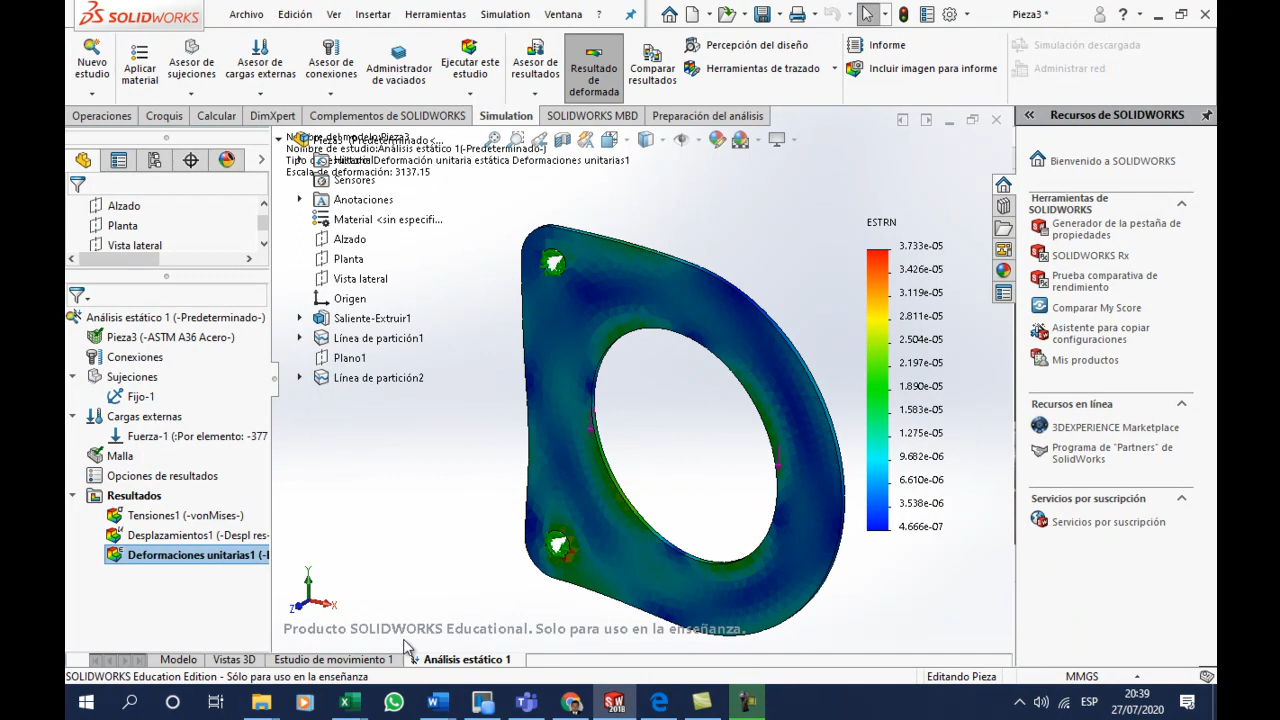 SOLIDWORKS
Archivo Edición Ver Insertar Herramientas Simulation Ventana ?
Pieza3 *
Nuevo estudio
Aplicar material
Asesor de sujeciones
Asesor de cargas externas
Asesor de conexiones
Administrador de vaciados
Ejecutar este estudio
Asesor de resultados
Resultado de deformada
Comparar resultados
Percepción del diseño
Herramientas de trazado
Informe
Incluir imagen para informe
Simulación descargada
Administrar red
Operaciones Croquis Calcular DimXpert Complementos de SOLIDWORKS Simulation SOLIDWORKS MBD Preparación del análisis
Nombre del modelo:Pieza3
Nombre de estudio:Análisis estático 1(-Predeterminado-)
Deformación unitaria estática Deformaciones unitarias1
Escala de deformación: 3137.15
Sensores
Anotaciones
Material <sin especifi...
Alzado
Planta
Vista lateral
Origen
Saliente-Extruir1
Línea de partición1
Plano1
Línea de partición2
Alzado
Planta
Vista lateral
Análisis estático 1 (-Predeterminado-)
Pieza3 (-ASTM A36 Acero-)
Conexiones
Sujeciones
Fijo-1
Cargas externas
Fuerza-1 (:Por elemento: -377
Malla
Opciones de resultados
Resultados
Tensiones1 (-vonMises-)
Desplazamientos1 (-Despl res-
Deformaciones unitarias1 (-
ESTRN
3.733e-05
3.426e-05
3.119e-05
2.811e-05
2.504e-05
2.197e-05
1.890e-05
1.583e-05
1.275e-05
9.682e-06
6.610e-06
3.538e-06
4.666e-07
Y
Z
X
Producto SOLIDWORKS Educational. Solo para uso en la enseñanza.
Recursos de SOLIDWORKS
Bienvenido a SOLIDWORKS
Herramientas de
SOLIDWORKS
Generador de la pestaña de
propiedades
SOLIDWORKS Rx
Prueba comparativa de
rendimiento
Comparar My Score
Asistente para copiar
configuraciones
Mis productos
Recursos en línea
3DEXPERIENCE Marketplace
Programa de "Partners" de
SolidWorks
Servicios por suscripción
Servicios por suscripción
Modelo Vistas 3D Estudio de movimiento 1 Análisis estático 1
SOLIDWORKS Education Edition - Sólo para uso en la enseñanza
Editando Pieza MMGS
ESP
20:39
27/07/2020